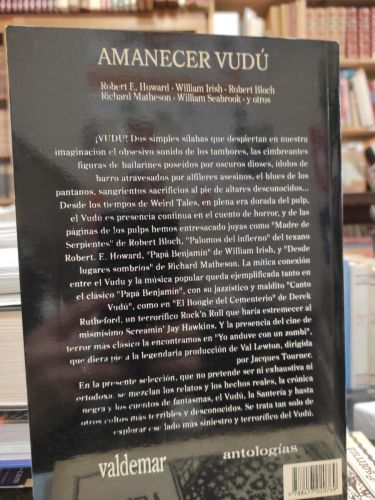 AMANECER VUDÚ
Robert E. Howard · William Irish · Robert Bloch
Richard Matheson · William Seabrook · y otros
¡VUDÚ! Dos simples sílabas que despiertan en nuestra
imaginación el obsesivo sonido de los tambores, las cimbreantes
figuras de bailarines poseídos por oscuros dioses, ídolos de
barro atravesados por alfileres asesinos, el blues de los
pantanos, sangrientos sacrificios al pie de altares desconocidos...
Desde los tiempos de Weird Tales, en plena era dorada del pulp,
el Vudú es presencia continua en el cuento de horror, y de las
páginas de los pulps hemos entresacado joyas como "Madre de
Serpientes" de Robert Bloch, "Palomos del infierno" del texano
Robert. E. Howard, "Papá Benjamín" de William Irish, y "Desde
lugares sombríos" de Richard Matheson. La mítica conexión
entre el Vudú y la música popular queda ejemplificada tanto en
el clásico "Papá Benjamín", con su jazzístico y maldito "Canto
Vudú", como en "El Boogie del Cementerio" de Derek
Rutheford, un terrorífico Rock'n Roll que haría estremecer al
mismísimo Screamin' Jay Hawkins. Y la presencia del cine de
terror más clásico la encontramos en "Yo anduve con un zombi",
que diera pie a la legendaria producción de Val Lewton, dirigida
por Jacques Tourner.
En la presente selección, que no pretende ser ni exhaustiva ni
ortodoxa, se mezclan los relatos y los hechos reales, la crónica
negra y los cuentos de fantasmas, el Vudú, la Santería y hasta
otros cultos más terribles y desconocidos. Se trata tan solo de
explorar ese lado más siniestro y terrorífico del Vudú.
valdemar
antologías